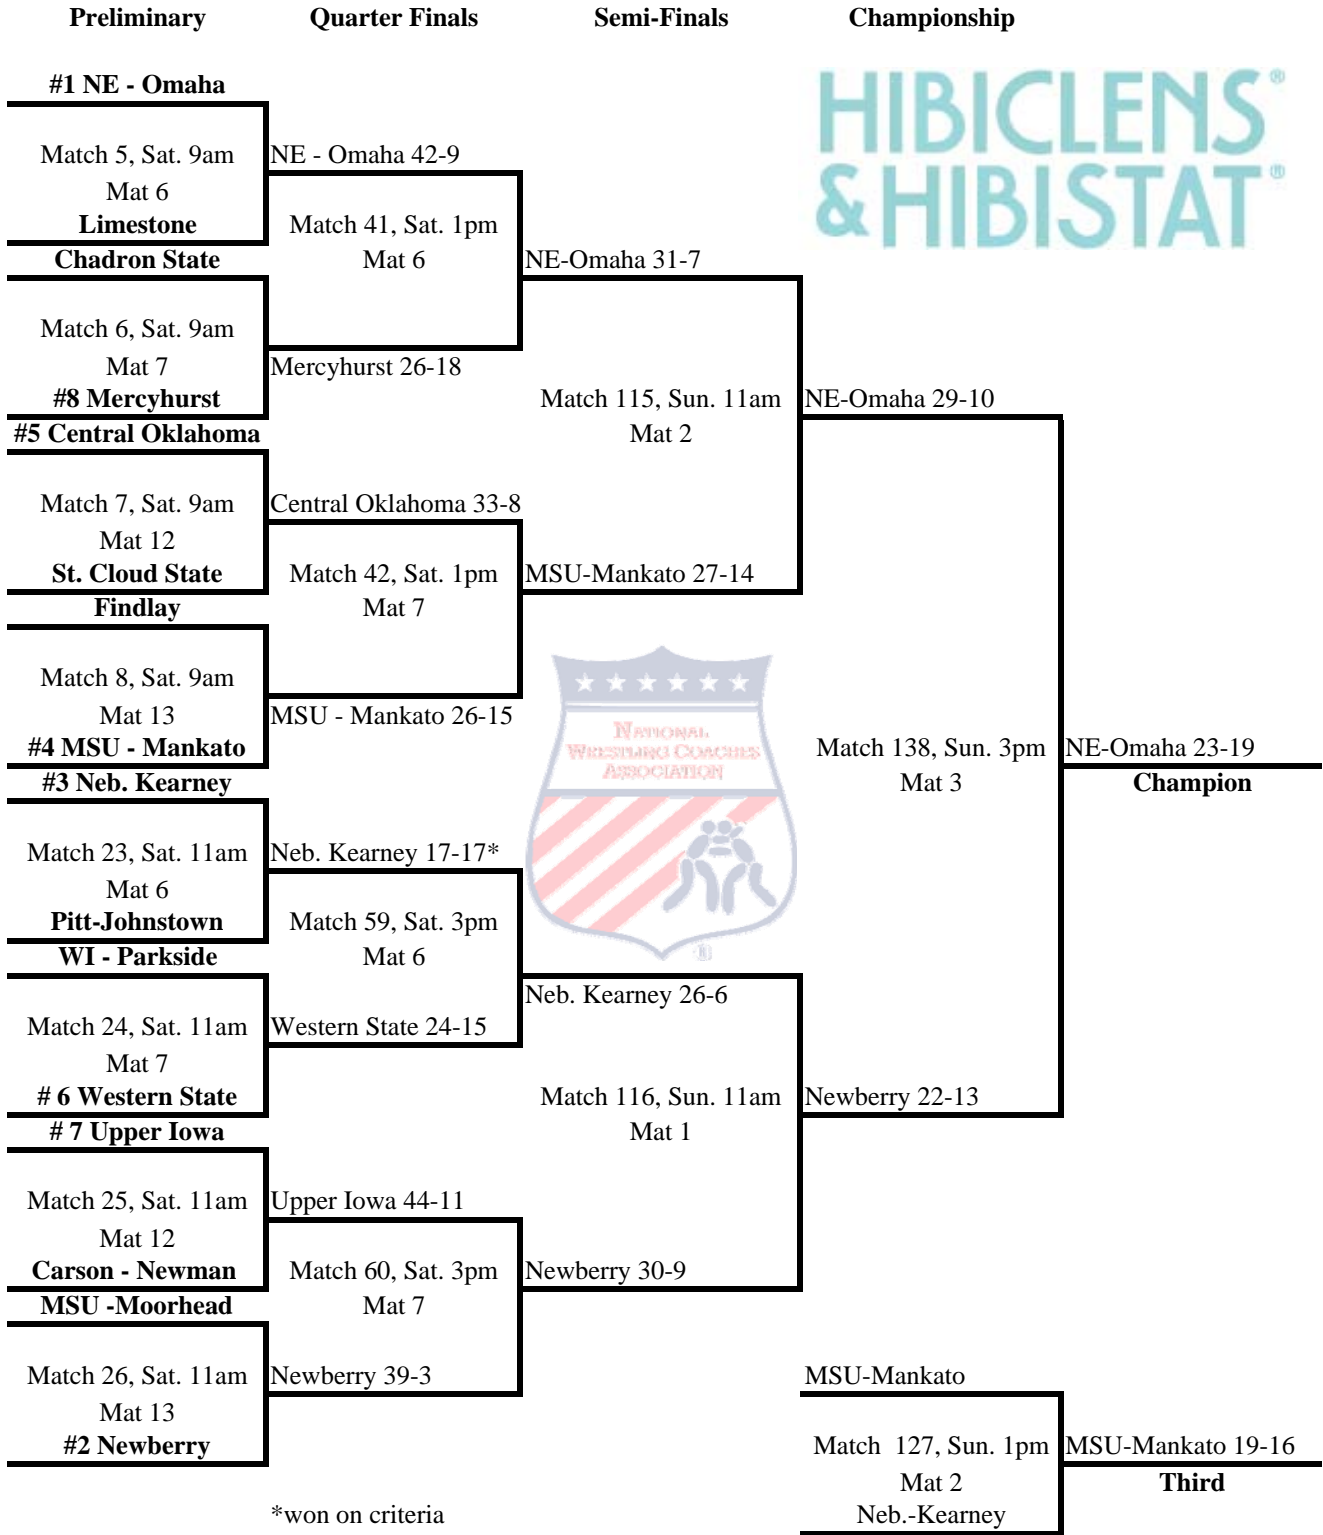 Preliminary Quarter Finals Semi-Finals Championship
HIBICLENS®
& HIBISTAT®
#1 NE - Omaha
Match 5, Sat. 9am NE - Omaha 42-9
Mat 6
Limestone Match 41, Sat. 1pm
Chadron State Mat 6 NE-Omaha 31-7
Match 6, Sat. 9am
Mat 7 Mercyhurst 26-18
#8 Mercyhurst Match 115, Sun. 11am NE-Omaha 29-10
#5 Central Oklahoma Mat 2
Match 7, Sat. 9am Central Oklahoma 33-8
Mat 12
St. Cloud State Match 42, Sat. 1pm MSU-Mankato 27-14
Findlay Mat 7
Match 8, Sat. 9am
Mat 13 MSU - Mankato 26-15
NATIONAL
WRESTLING COACHES
ASSOCIATION
#4 MSU - Mankato Match 138, Sun. 3pm NE-Omaha 23-19
#3 Neb. Kearney Mat 3 Champion
Match 23, Sat. 11am Neb. Kearney 17-17*
Mat 6
Pitt-Johnstown Match 59, Sat. 3pm
WI - Parkside Mat 6
®
Neb. Kearney 26-6
Match 24, Sat. 11am Western State 24-15
Mat 7
# 6 Western State Match 116, Sun. 11am Newberry 22-13
# 7 Upper Iowa Mat 1
Match 25, Sat. 11am Upper Iowa 44-11
Mat 12
Carson - Newman Match 60, Sat. 3pm Newberry 30-9
MSU -Moorhead Mat 7
Match 26, Sat. 11am Newberry 39-3 MSU-Mankato
Mat 13
#2 Newberry Match 127, Sun. 1pm MSU-Mankato 19-16
Mat 2 Third
*won on criteria Neb.-Kearney